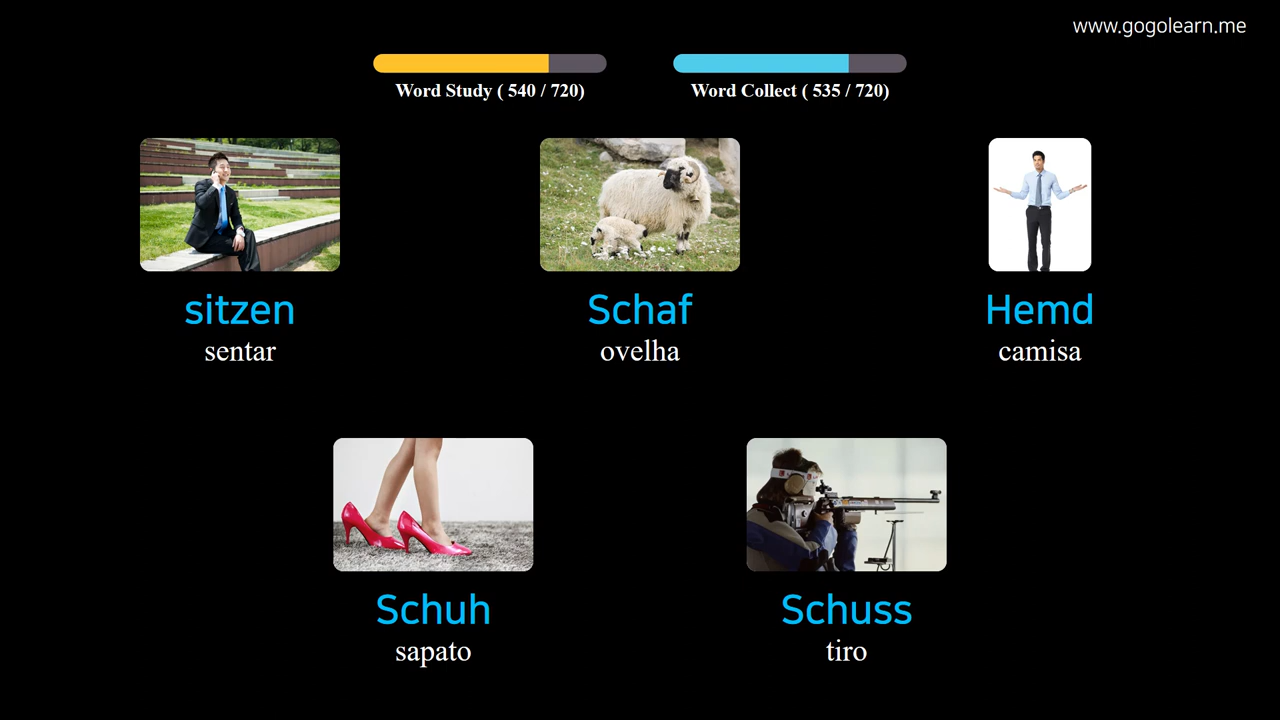 www.gogolearn.me
Word Study ( 540 / 720)
Word Collect ( 535 / 720)
sitzen
sentar
Schaf
ovelha
Hemd
camisa
Schuh
sapato
Schuss
tiro